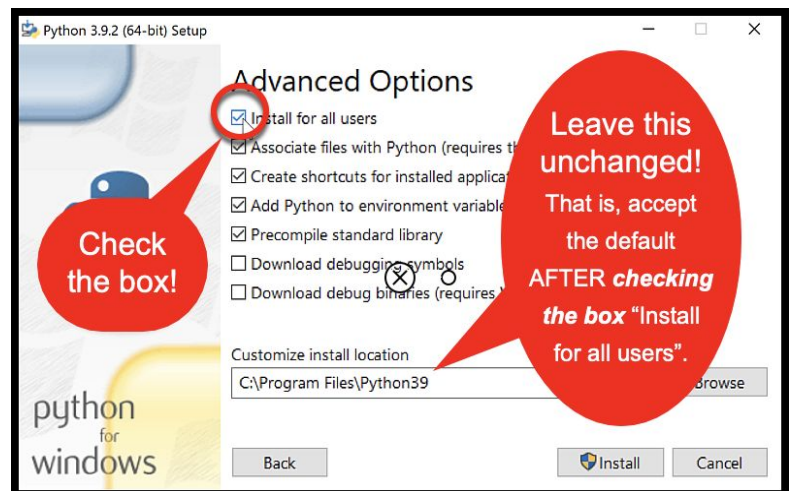 Python 3.9.2 (64-bit) Setup
Advanced Options
Install for all users
Associate files with Python (requires
Create shortcuts for installed
Add Python to environment
Precompile standard library
Download debugging symbols
Download debug binaries (requires
Customize install location
C:\Program Files\Python39
Browse
Back
Install
Cancel
python
for
windows
Check
the box!
Leave this
unchanged!
That is, accept
the default
AFTER checking
the box “Install
for all users”.